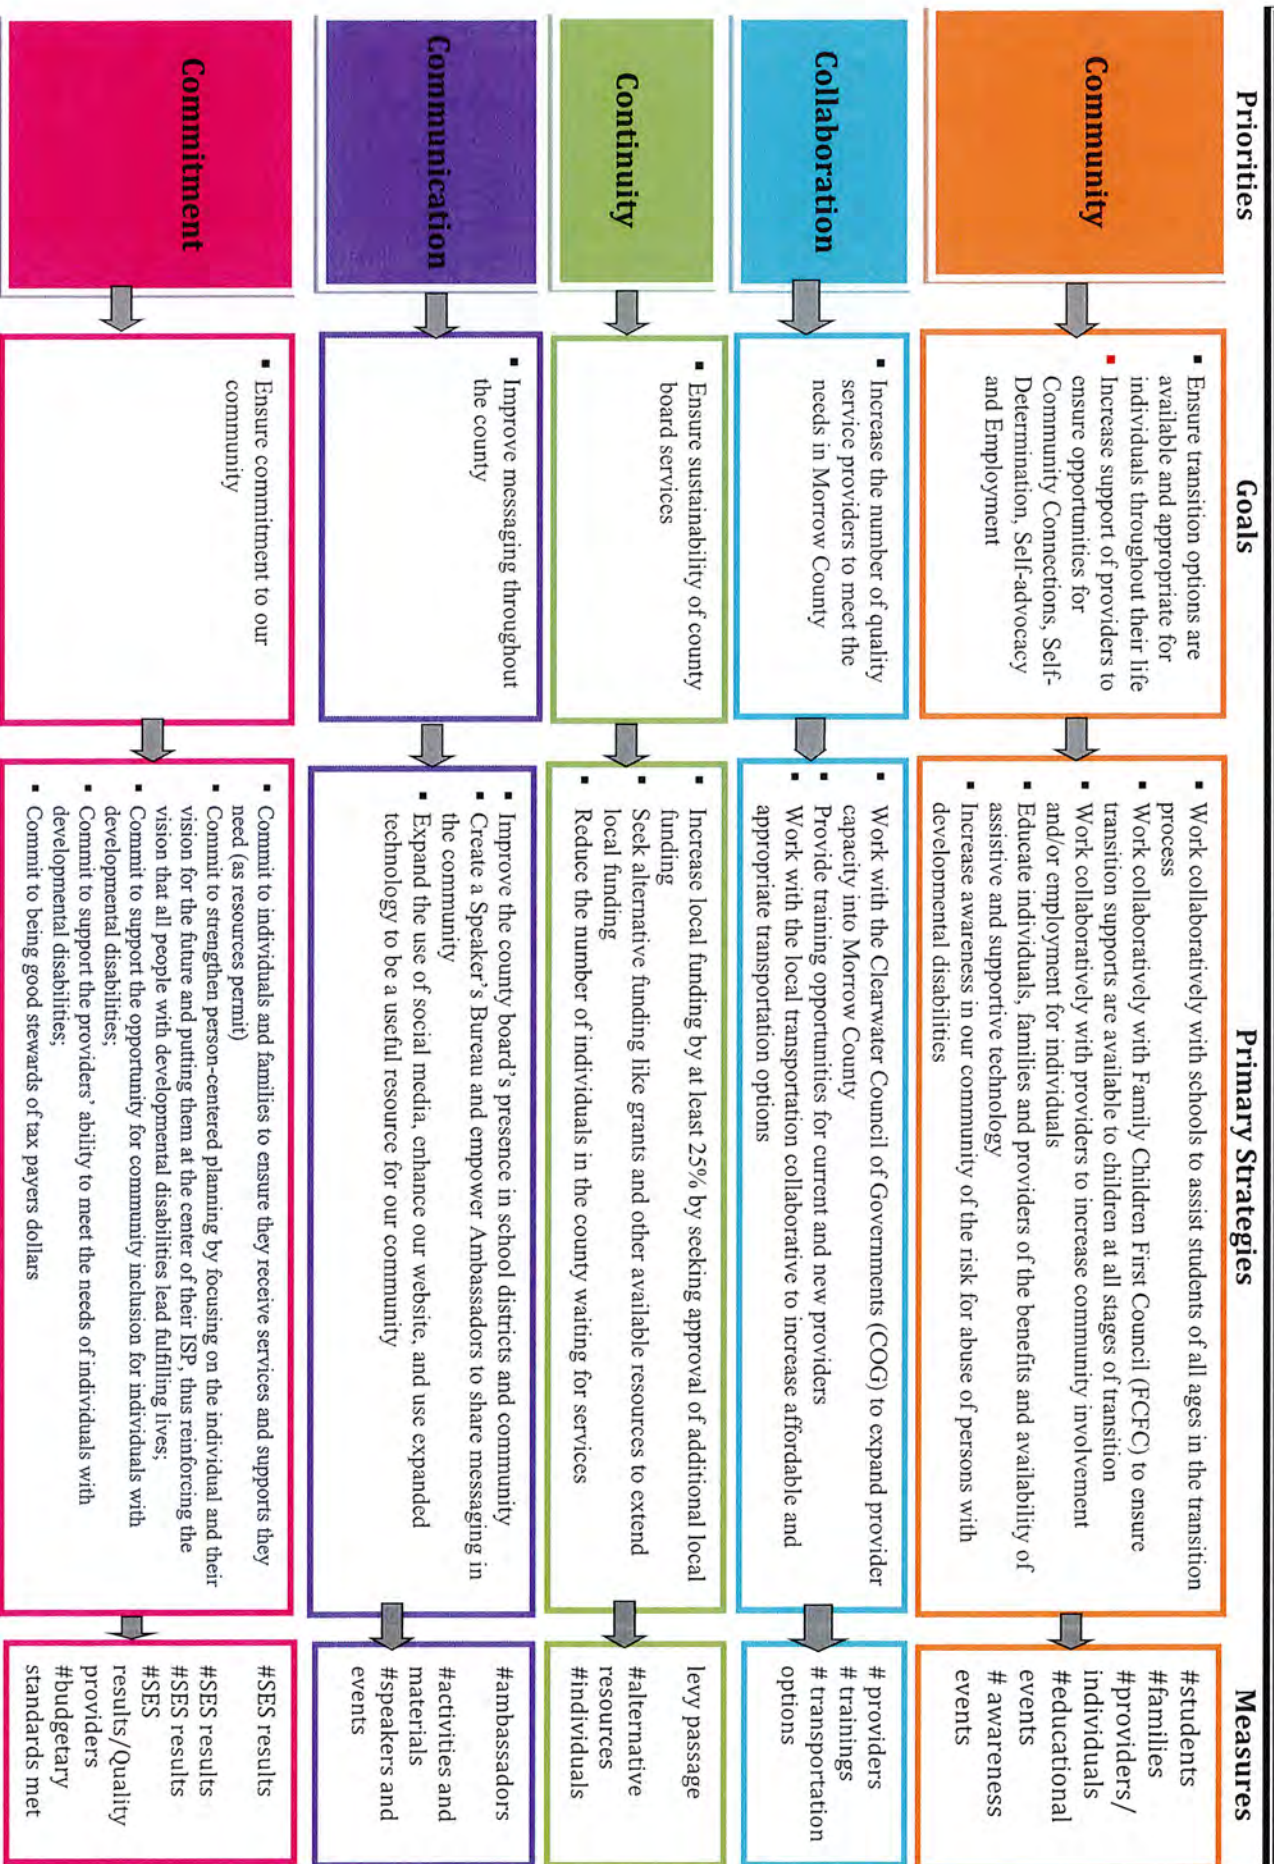 Priorities
Goals
Primary Strategies
Measures
Community
▪ Ensure transition options are
available and appropriate for
individuals throughout their life
▪ Increase support of providers to
ensure opportunities for
Community Connections, Self-
Determination, Self-advocacy
and Employment
▪ Work collaboratively with schools to assist students of all ages in the transition
process
▪ Work collaboratively with Family Children First Council (FCFC) to ensure
transition supports are available to children at all stages of transition
▪ Work collaboratively with providers to increase community involvement
and/or employment for individuals
▪ Educate individuals, families and providers of the benefits and availability of
assistive and supportive technology
▪ Increase awareness in our community of the risk for abuse of persons with
developmental disabilities
#students
#families
#providers/
individuals
#educational
events
# awareness
events
Collaboration
▪ Increase the number of quality
service providers to meet the
needs in Morrow County
▪ Work with the Clearwater Council of Governments (COG) to expand provider
capacity into Morrow County
▪ Provide training opportunities for current and new providers
▪ Work with the local transportation collaborative to increase affordable and
appropriate transportation options
# providers
# trainings
# transportation
options
Continuity
▪ Ensure sustainability of county
board services
▪ Increase local funding by at least 25% by seeking approval of additional local
funding
▪ Seek alternative funding like grants and other available resources to extend
local funding
▪ Reduce the number of individuals in the county waiting for services
levy passage
#alternative
resources
#individuals
Communication
▪ Improve messaging throughout
the county
▪ Improve the county board's presence in school districts and community
▪ Create a Speaker's Bureau and empower Ambassadors to share messaging in
the community
▪ Expand the use of social media, enhance our website, and use expanded
technology to be a useful resource for our community
#ambassadors
#activities and
materials
#speakers and
events
Commitment
▪ Ensure commitment to our
community
▪ Commit to individuals and families to ensure they receive services and supports they
need (as resources permit)
▪ Commit to strengthen person-centered planning by focusing on the individual and their
vision for the future and putting them at the center of their ISP, thus reinforcing the
vision that all people with developmental disabilities lead fulfilling lives;
▪ Commit to support the opportunity for community inclusion for individuals with
developmental disabilities;
▪ Commit to support the providers' ability to meet the needs of individuals with
developmental disabilities;
▪ Commit to being good stewards of tax payers dollars
#SES results
#SES results
#SES results
#SES
results/Quality
providers
#budgetary
standards met